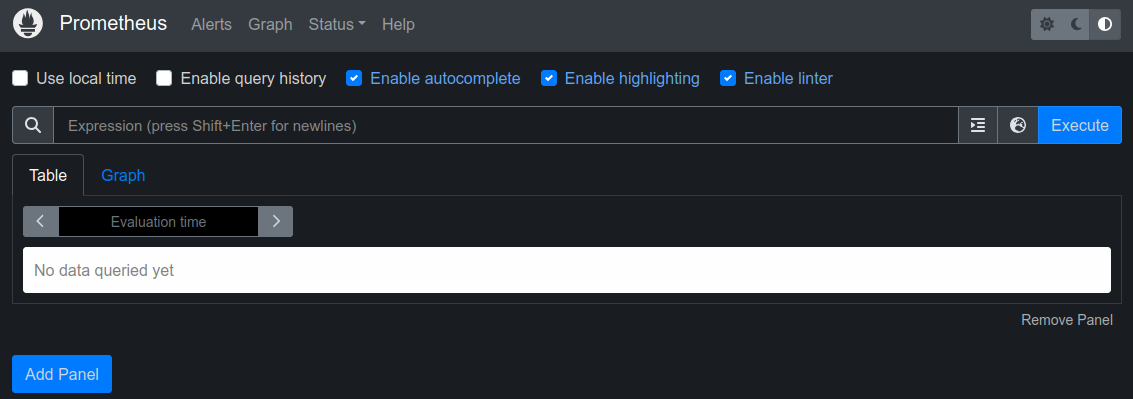 Prometheus Alerts Graph Status Help
Use local time Enable query history Enable autocomplete Enable highlighting Enable linter
Expression (press Shift+Enter for newlines) Execute
Table Graph
Evaluation time
No data queried yet
Remove Panel
Add Panel